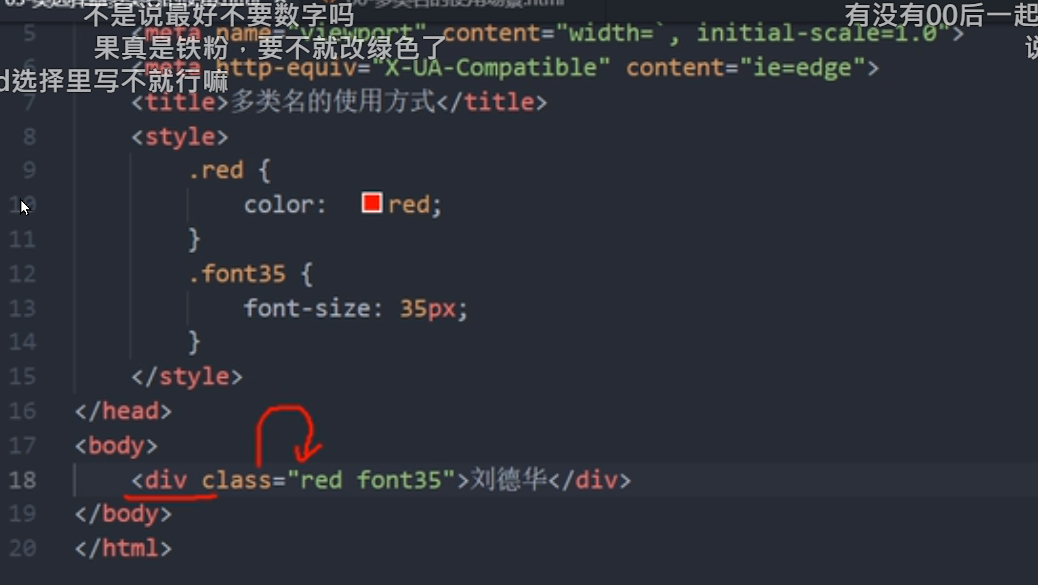 不是说最好不要数字吗
有没有00后一起
5 <meta name="viewport" content="width=`, initial-scale=1.0">
果真是铁粉，要不就改绿色了
6 <meta http-equiv="X-UA-Compatible" content="ie=edge">
d选择里写不就行嘛
7 <title>多类名的使用方式</title>
8 <style>
9 .red {
10 color: red;
11 }
12 .font35 {
13 font-size: 35px;
14 }
15 </style>
16 </head>
17 <body>
18 <div class="red font35">刘德华</div>
19 </body>
20 </html>